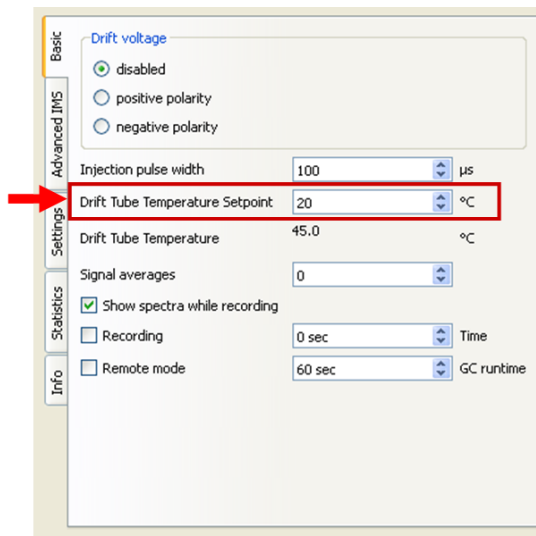 Basic
Advanced IMS
Settings
Statistics
Info
Drift voltage
disabled
positive polarity
negative polarity
Injection pulse width 100 µs
Drift Tube Temperature Setpoint 20 °C
Drift Tube Temperature 45.0 °C
Signal averages 0
Show spectra while recording
Recording 0 sec Time
Remote mode 60 sec GC runtime